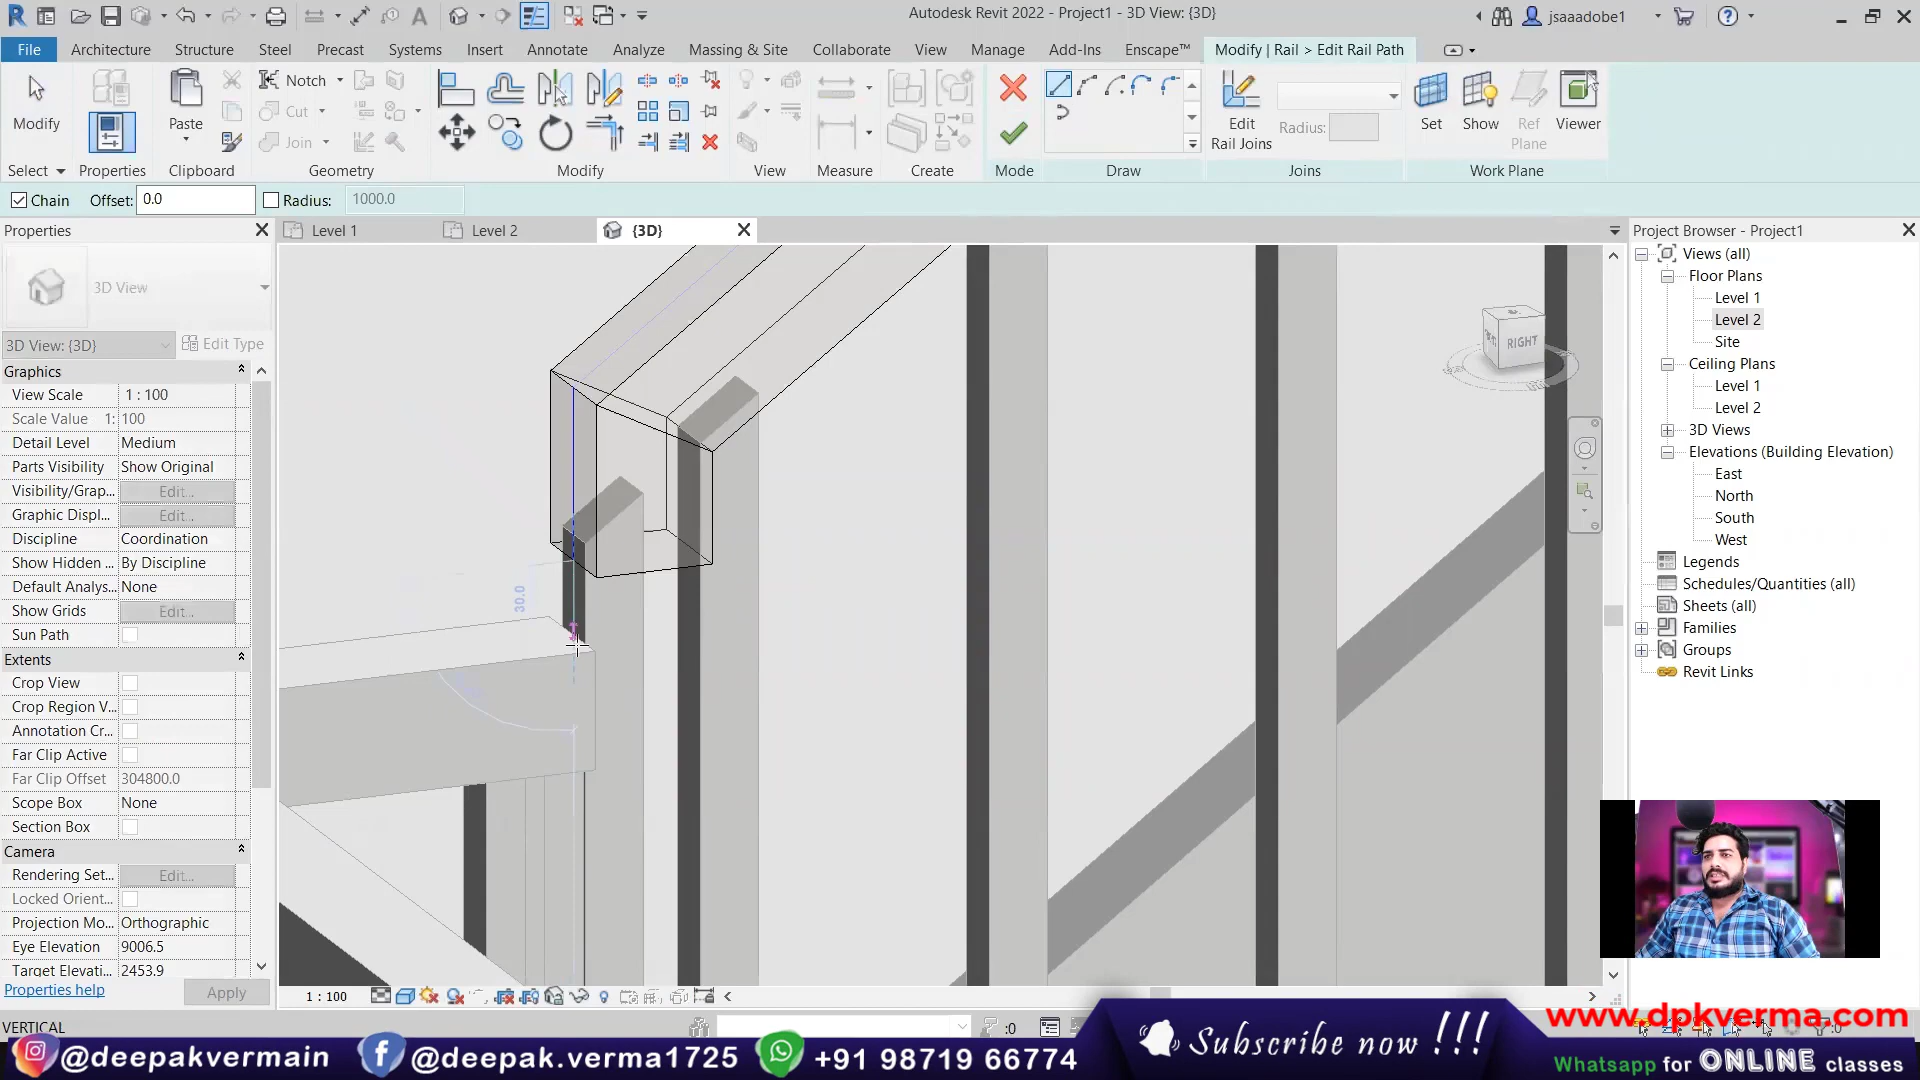 Autodesk Revit 2022 - Project1 - 3D View: {3D}
jsaaadobe1
File
Architecture
Structure
Steel
Precast
Systems
Insert
Annotate
Analyze
Massing & Site
Collaborate
View
Manage
Add-Ins
Enscape™
Modify | Rail > Edit Rail Path
Modify
Paste
Notch
Cut
Join
Edit
Rail Joins
Radius:
Set
Show
Ref
Plane
Viewer
Select
Properties
Clipboard
Geometry
Modify
View
Measure
Create
Mode
Draw
Joins
Work Plane
Chain
Offset: 0.0
Radius: 1000.0
Properties
Level 1
Level 2
{3D}
Project Browser - Project1
3D View
3D View: {3D}
Edit Type
Graphics
View Scale 1 : 100
Scale Value 1: 100
Detail Level Medium
Parts Visibility Show Original
Visibility/Grap... Edit...
Graphic Displ... Edit...
Discipline Coordination
Show Hidden ... By Discipline
Default Analys... None
Show Grids Edit...
Sun Path
Extents
Crop View
Crop Region V...
Annotation Cr...
Far Clip Active
Far Clip Offset 304800.0
Scope Box None
Section Box
Camera
Rendering Set... Edit...
Locked Orient...
Projection Mo... Orthographic
Eye Elevation 9006.5
Target Elevati... 2453.9
Properties help
Apply
30.0
RIGHT
Views (all)
Floor Plans
Level 1
Level 2
Site
Ceiling Plans
Level 1
Level 2
3D Views
Elevations (Building Elevation)
East
North
South
West
Legends
Schedules/Quantities (all)
Sheets (all)
Families
Groups
Revit Links
1 : 100
VERTICAL
:0
:0
www.dpkverma.com
@deepakvermain
@deepak.verma1725
+91 98719 66774
Subscribe now !!!
Whatsapp for ONLINE classes